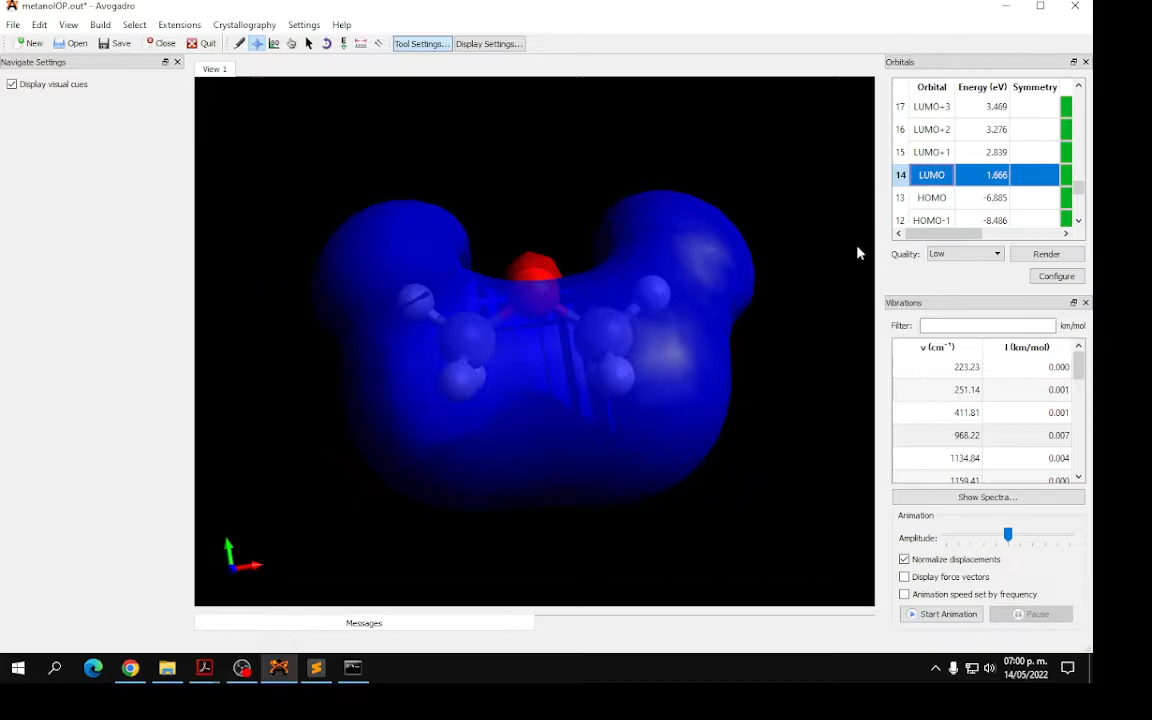 metanolOP.out* - Avogadro
File Edit View Build Select Extensions Crystallography Settings Help
New Open Save Close Quit Tool Settings... Display Settings...
Navigate Settings
Display visual cues
View 1
Orbitals
Orbital Energy (eV) Symmetry
17 LUMO+3 3.469
16 LUMO+2 3.276
15 LUMO+1 2.839
14 LUMO 1.666
13 HOMO -6.885
12 HOMO-1 -8.486
Quality: Low Render
Configure
Vibrations
Filter: km/mol
ν (cm⁻¹) I (km/mol)
223.23 0.000
251.14 0.001
411.81 0.001
968.22 0.007
1134.84 0.004
1159.41 0.000
Show Spectra...
Animation
Amplitude:
Normalize displacements
Display force vectors
Animation speed set by frequency
Start Animation Pause
Messages
07:00 p. m.
14/05/2022